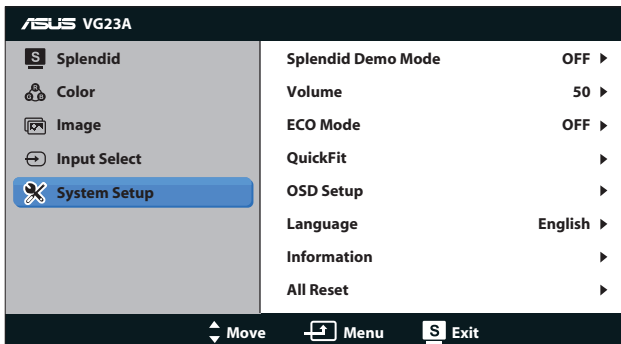 ASUS VG23A
S Splendid
Color
Image
Input Select
System Setup
Splendid Demo Mode OFF
Volume 50
ECO Mode OFF
QuickFit
OSD Setup
Language English
Information
All Reset
Move Menu S Exit